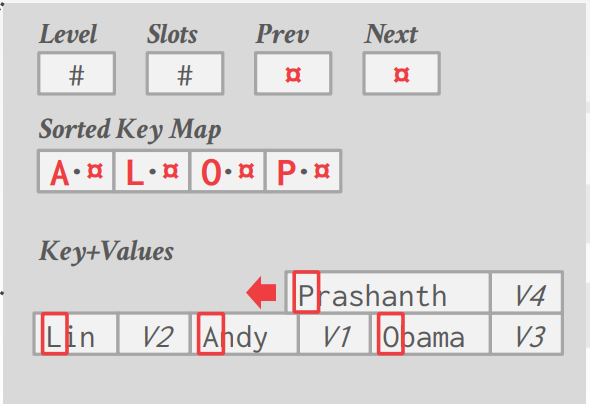 Level Slots Prev Next
# # ¤ ¤
Sorted Key Map
A·¤ L·¤ O·¤ P·¤
Key+Values
Prashanth V4
Lin V2 Andy V1 Obama V3